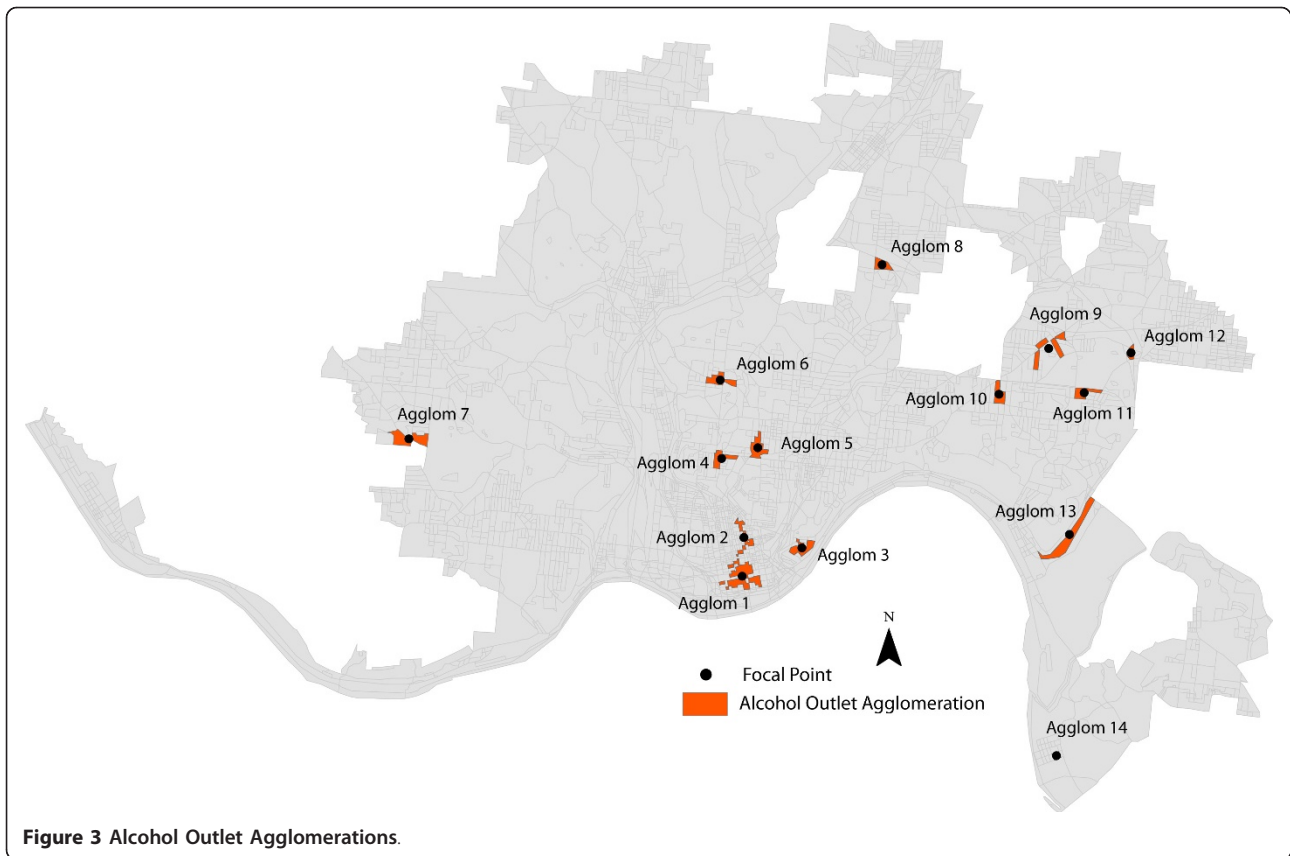 Agglom 8
Agglom 9
Agglom 12
Agglom 6
Agglom 10
Agglom 11
Agglom 7
Agglom 5
Agglom 4
Agglom 13
Agglom 2
Agglom 3
Agglom 1
N
Focal Point
Alcohol Outlet Agglomeration
Agglom 14
Figure 3 Alcohol Outlet Agglomerations.